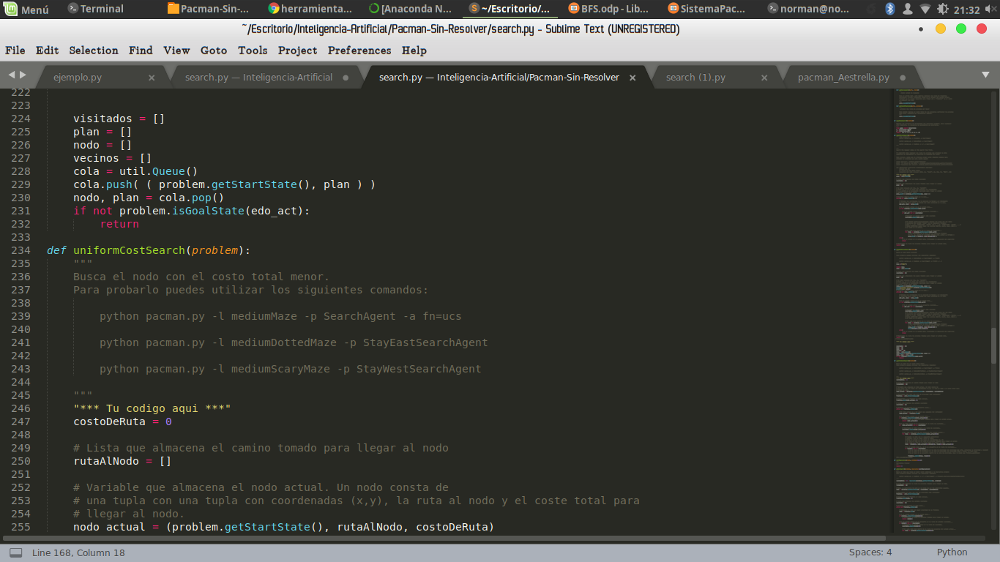 Menú Terminal Pacman-Sin-... herramienta... [Anaconda N... ~/Escritorio/... BFS.odp - Lib... SistemaPac... norman@no... 21:32
~/Escritorio/Inteligencia-Artificial/Pacman-Sin-Resolver/search.py - Sublime Text (UNREGISTERED)
File Edit Selection Find View Goto Tools Project Preferences Help
ejemplo.py search.py — Inteligencia-Artificial search.py — Inteligencia-Artificial/Pacman-Sin-Resolver search (1).py pacman_Aestrella.py
222
223
224 visitados = []
225 plan = []
226 nodo = []
227 vecinos = []
228 cola = util.Queue()
229 cola.push( ( problem.getStartState(), plan ) )
230 nodo, plan = cola.pop()
231 if not problem.isGoalState(edo_act):
232 return
233
234 def uniformCostSearch(problem):
235 """
236 Busca el nodo con el costo total menor.
237 Para probarlo puedes utilizar los siguientes comandos:
238
239 python pacman.py -l mediumMaze -p SearchAgent -a fn=ucs
240
241 python pacman.py -l mediumDottedMaze -p StayEastSearchAgent
242
243 python pacman.py -l mediumScaryMaze -p StayWestSearchAgent
244
245 """
246 "*** Tu codigo aqui ***"
247 costoDeRuta = 0
248
249 # Lista que almacena el camino tomado para llegar al nodo
250 rutaAlNodo = []
251
252 # Variable que almacena el nodo actual. Un nodo consta de
253 # una tupla con una tupla con coordenadas (x,y), la ruta al nodo y el coste total para
254 # llegar al nodo.
255 nodo actual = (problem.getStartState(), rutaAlNodo, costoDeRuta)
Line 168, Column 18 Spaces: 4 Python